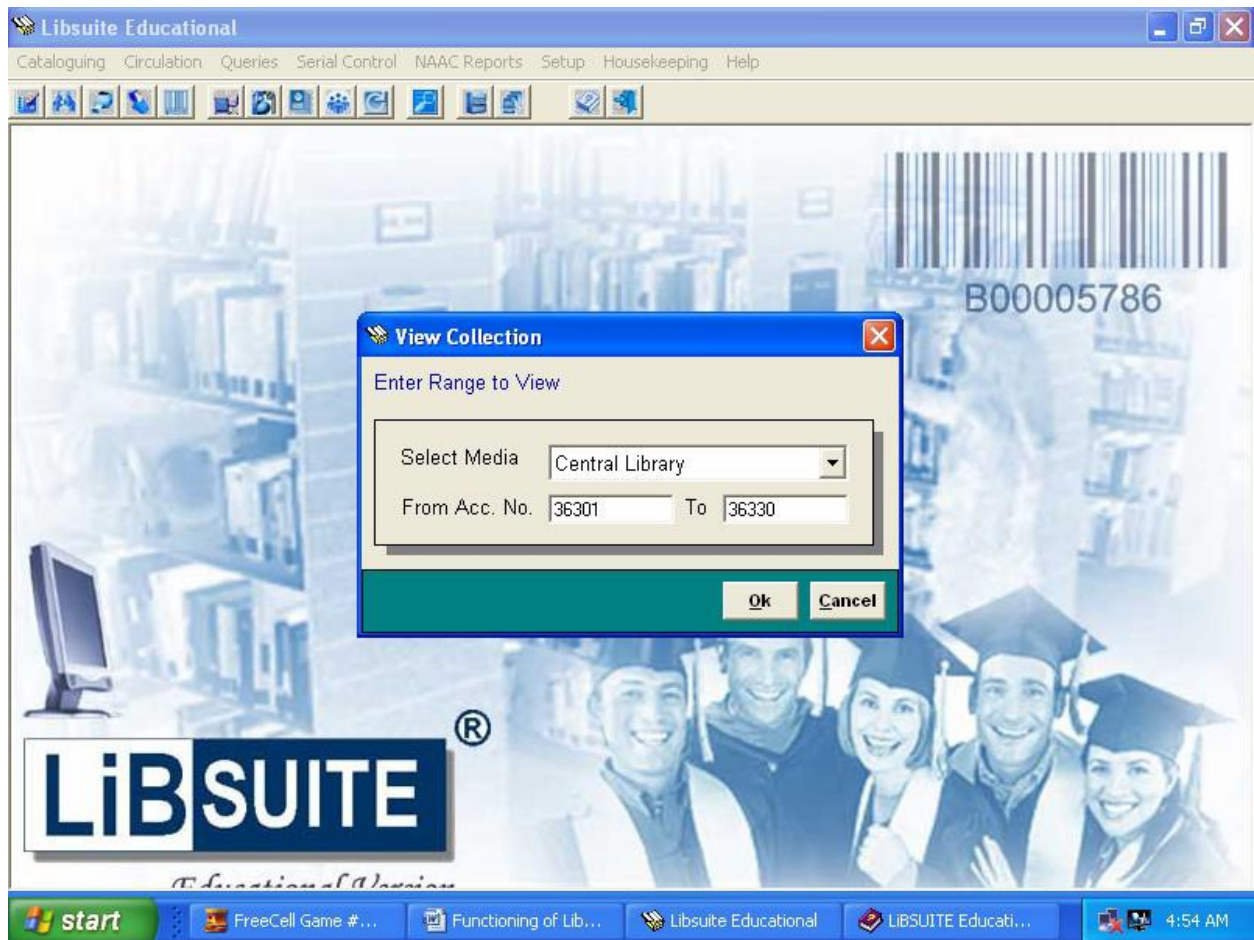 Libsuite Educational
Cataloguing Circulation Queries Serial Control NAAC Reports Setup Housekeeping Help
B00005786
View Collection
Enter Range to View
Select Media Central Library
From Acc. No. 36301 To 36330
Ok Cancel
®
LiBSUITE
Educational Version
start FreeCell Game #... Functioning of Lib... Libsuite Educational LiBSUITE Educati... 4:54 AM